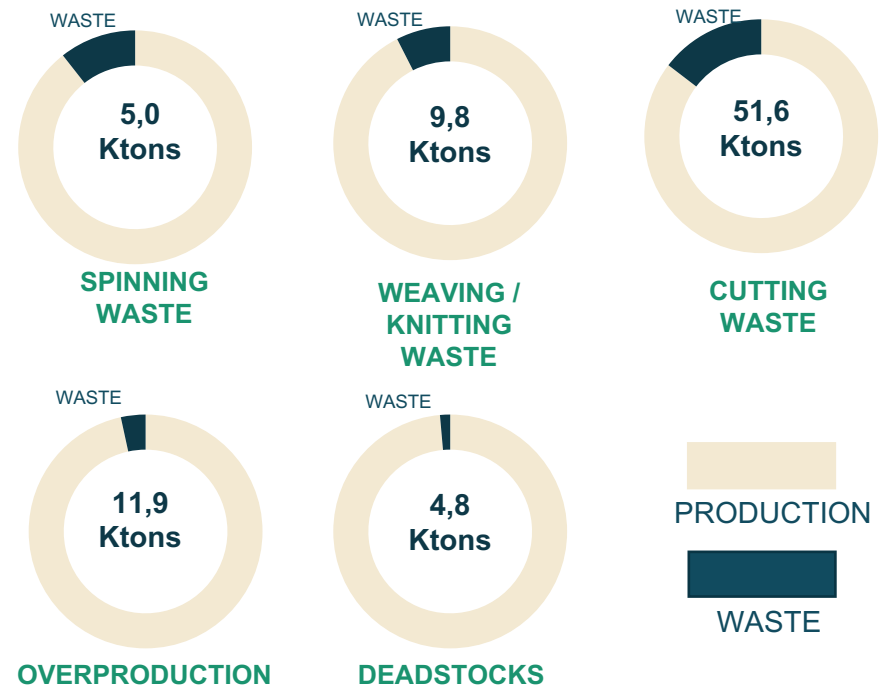 WASTE
5,0
Ktons
SPINNING
WASTE
WASTE
9,8
Ktons
WEAVING /
KNITTING
WASTE
WASTE
51,6
Ktons
CUTTING
WASTE
WASTE
11,9
Ktons
OVERPRODUCTION
WASTE
4,8
Ktons
DEADSTOCKS
PRODUCTION
WASTE